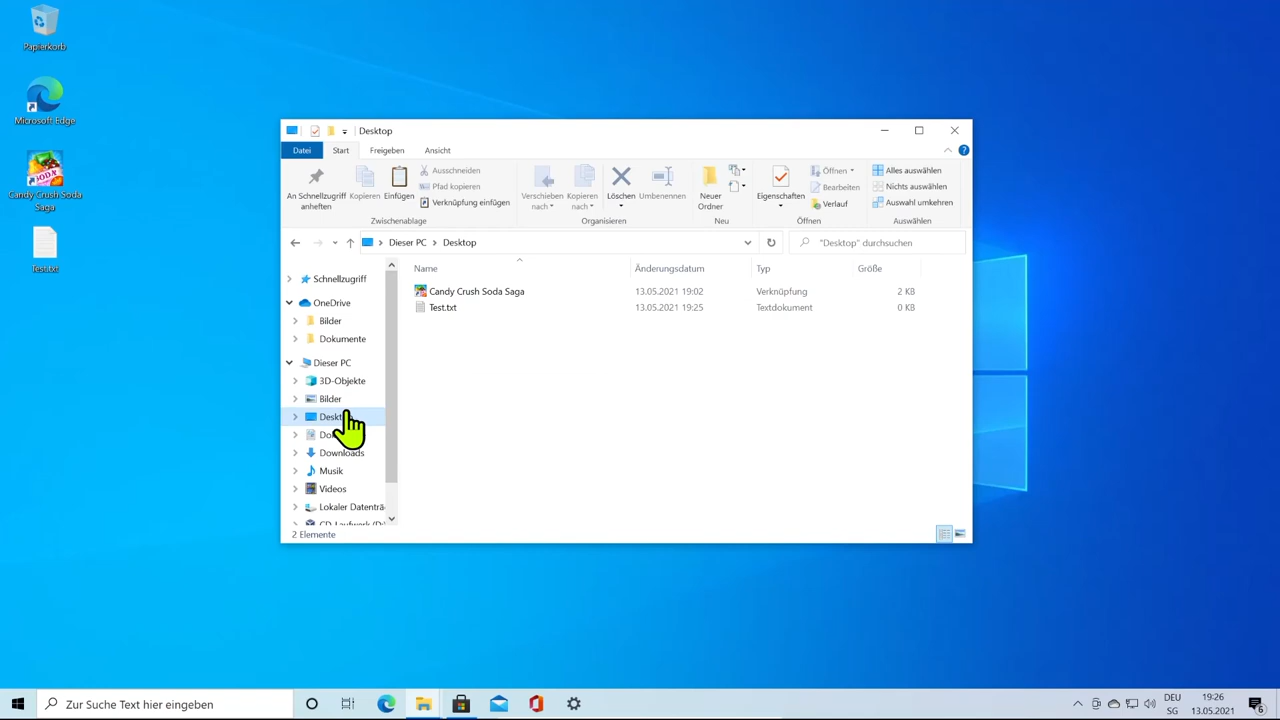 Papierkorb
Microsoft Edge
Candy Crush Soda
Saga
Test.txt
Desktop
Datei Start Freigeben Ansicht
An Schnellzugriff
anheften
Kopieren
Einfügen
Ausschneiden
Pfad kopieren
Verknüpfung einfügen
Zwischenablage
Verschieben
nach
Kopieren
nach
Löschen
Umbenennen
Organisieren
Neuer
Ordner
Neu
Eigenschaften
Öffnen
Bearbeiten
Verlauf
Öffnen
Alles auswählen
Nichts auswählen
Auswahl umkehren
Auswählen
Dieser PC Desktop
"Desktop" durchsuchen
Schnellzugriff
OneDrive
Bilder
Dokumente
Dieser PC
3D-Objekte
Bilder
Downloads
Musik
Videos
Lokaler Datenträ
Name Änderungsdatum Typ Größe
Candy Crush Soda Saga 13.05.2021 19:02 Verknüpfung 2 KB
Test.txt 13.05.2021 19:25 Textdokument 0 KB
2 Elemente
Zur Suche Text hier eingeben
DEU
SG
19:26
13.05.2021
6